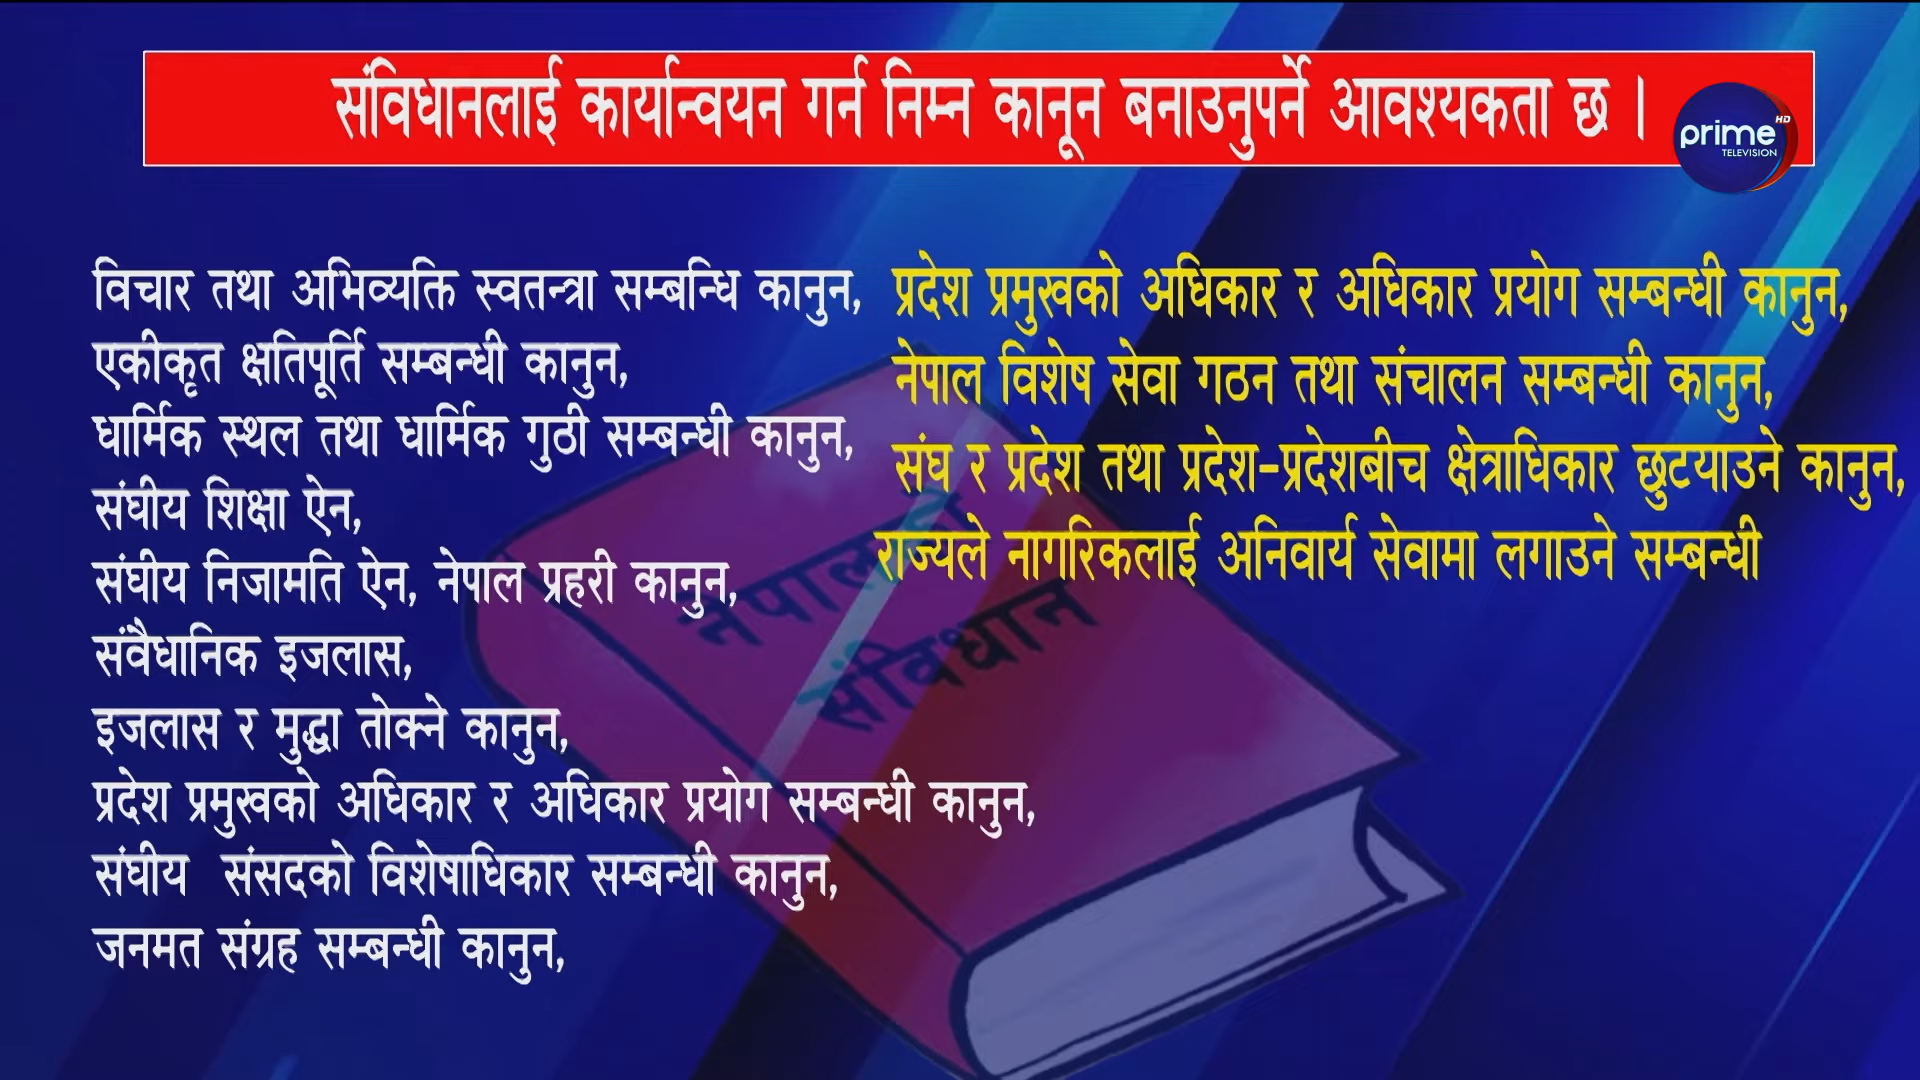 संविधानलाई कार्यान्वयन गर्न निम्न कानून बनाउनुपर्ने आवश्यकता छ ।
prime HD
TELEVISION
विचार तथा अभिव्यक्ति स्वतन्त्रा सम्बन्धि कानुन,
एकीकृत क्षतिपूर्ति सम्बन्धी कानुन,
धार्मिक स्थल तथा धार्मिक गुठी सम्बन्धी कानुन,
संघीय शिक्षा ऐन,
संघीय निजामति ऐन, नेपाल प्रहरी कानुन,
संवैधानिक इजलास,
इजलास र मुद्धा तोक्ने कानुन,
प्रदेश प्रमुखको अधिकार र अधिकार प्रयोग सम्बन्धी कानुन,
संघीय संसदको विशेषाधिकार सम्बन्धी कानुन,
जनमत संग्रह सम्बन्धी कानुन,
प्रदेश प्रमुखको अधिकार र अधिकार प्रयोग सम्बन्धी कानुन,
नेपाल विशेष सेवा गठन तथा संचालन सम्बन्धी कानुन,
संघ र प्रदेश तथा प्रदेश-प्रदेशबीच क्षेत्राधिकार छुटयाउने कानुन,
राज्यले नागरिकलाई अनिवार्य सेवामा लगाउने सम्बन्धी
नेपालको
संविधान